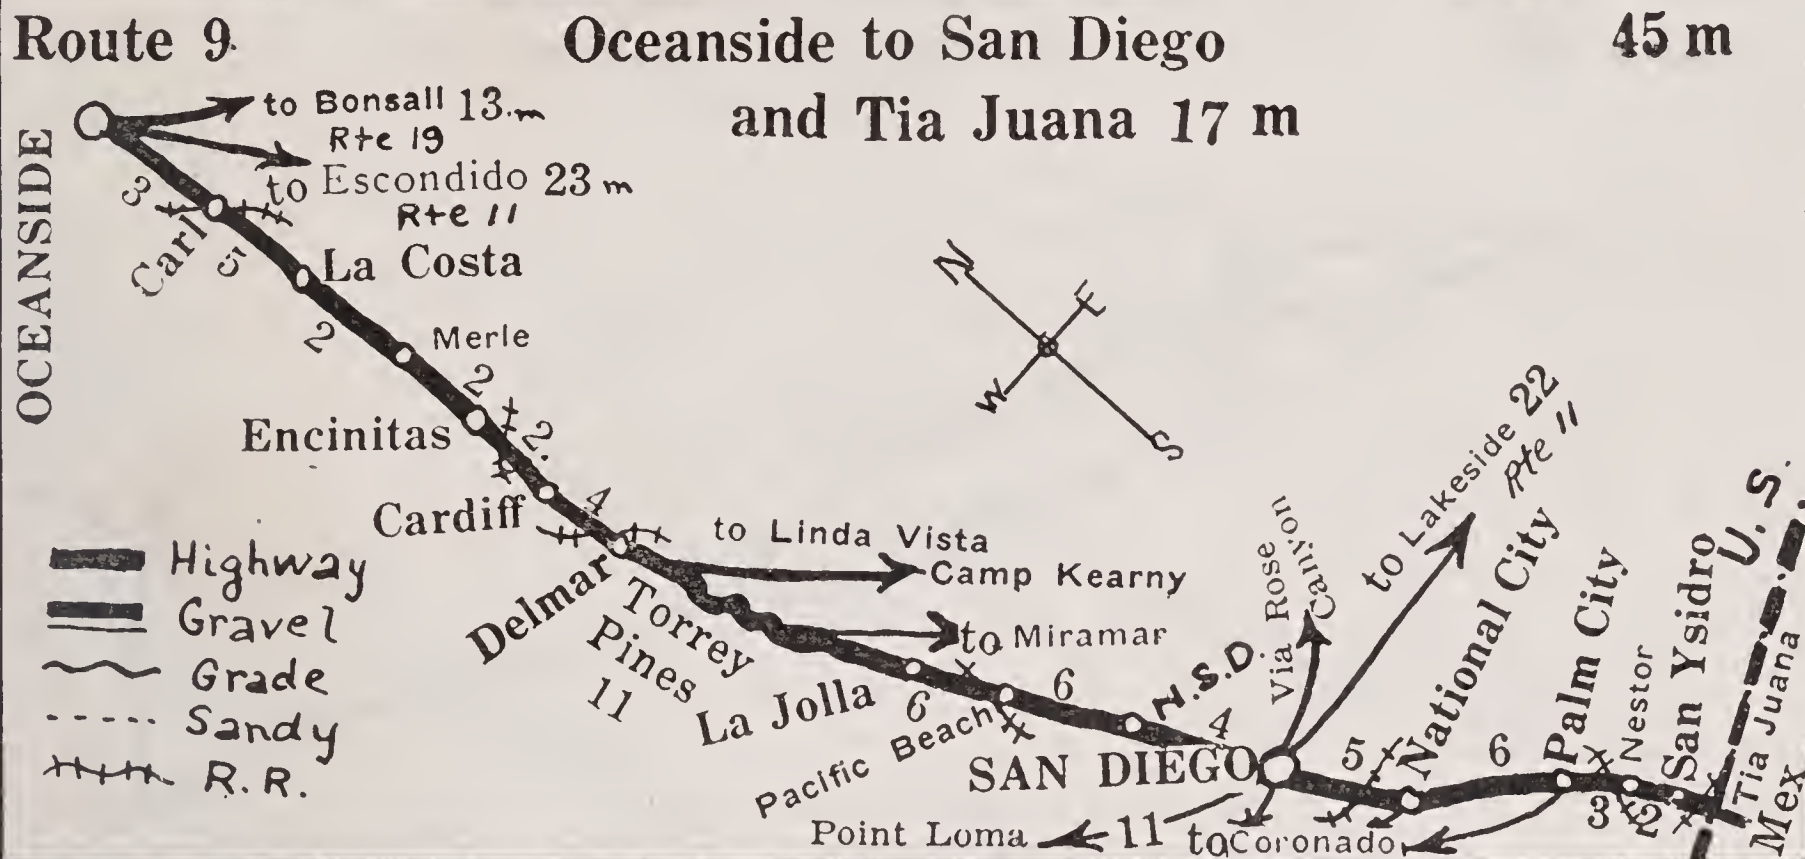 Route 9
Oceanside to San Diego
45 m
and Tia Juana 17 m
to Bonsall 13 m
Rte 19
to Escondido 23 m
Rte 11
OCEANSIDE
3
Carl
5
La Costa
2
Merle
2
Encinitas
2
Cardiff
4
Delmar
to Linda Vista
Camp Kearny
Torrey
Pines
11
to Miramar
La Jolla
6
Pacific Beach
6
N.S.D.
4
SAN DIEGO
Via Rose
Canyon
to Lakeside 22
Rte 11
5
National City
6
Palm City
3
Nestor
2
San Ysidro
U. S.
Tia Juana
Mex
Point Loma
11
to Coronado
N
E
W
S
Highway
Gravel
Grade
Sandy
R. R.